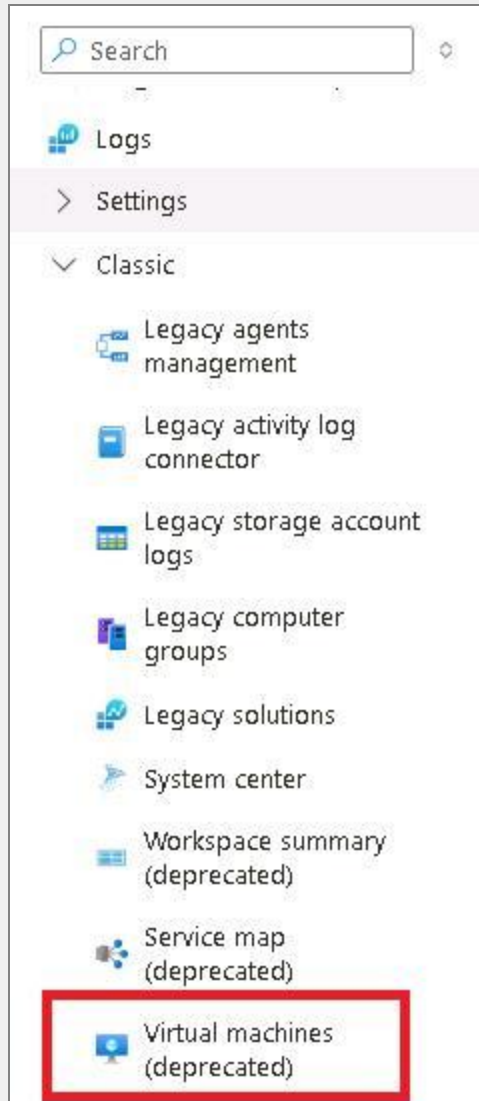 Search
Logs
Settings
Classic
Legacy agents
management
Legacy activity log
connector
Legacy storage account
logs
Legacy computer
groups
Legacy solutions
System center
Workspace summary
(deprecated)
Service map
(deprecated)
Virtual machines
(deprecated)